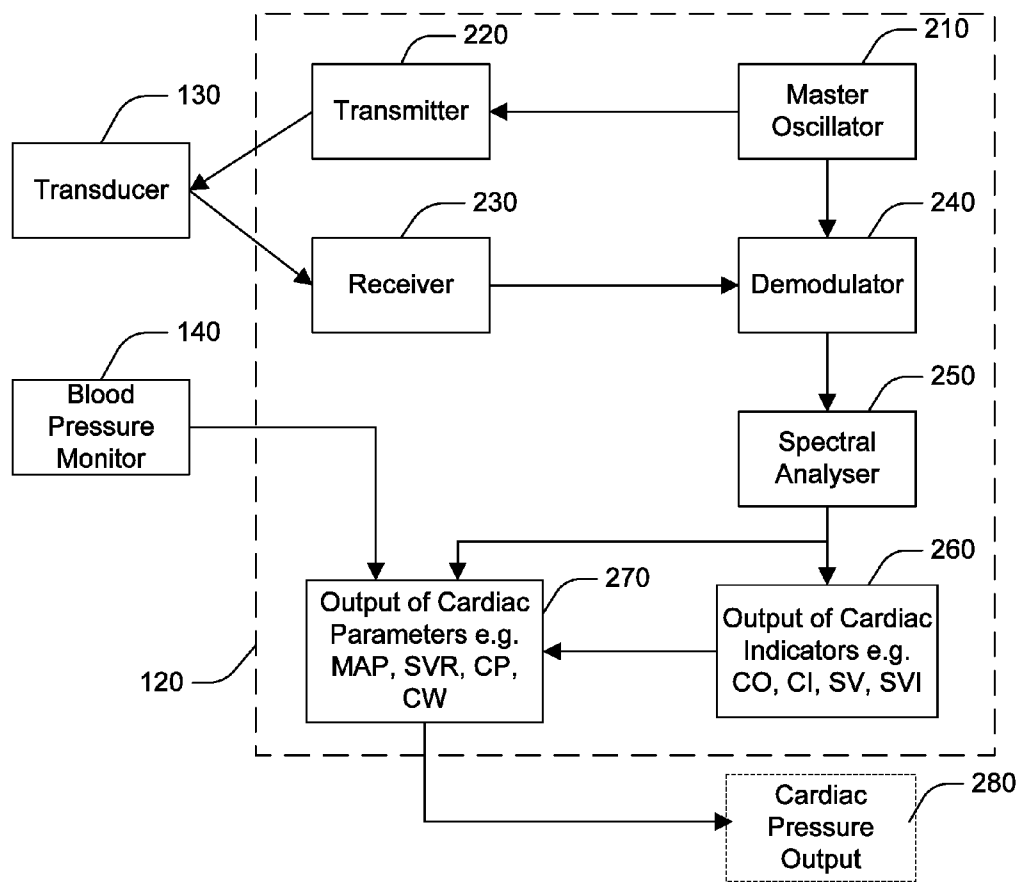 220
210
130
Transmitter
Master
Oscillator
Transducer
230
240
Receiver
Demodulator
140
Blood
Pressure
Monitor
250
Spectral
Analyser
260
270
Output of Cardiac
Parameters e.g.
MAP, SVR, CP,
CW
Output of Cardiac
Indicators e.g.
CO, CI, SV, SVI
120
280
Cardiac
Pressure
Output